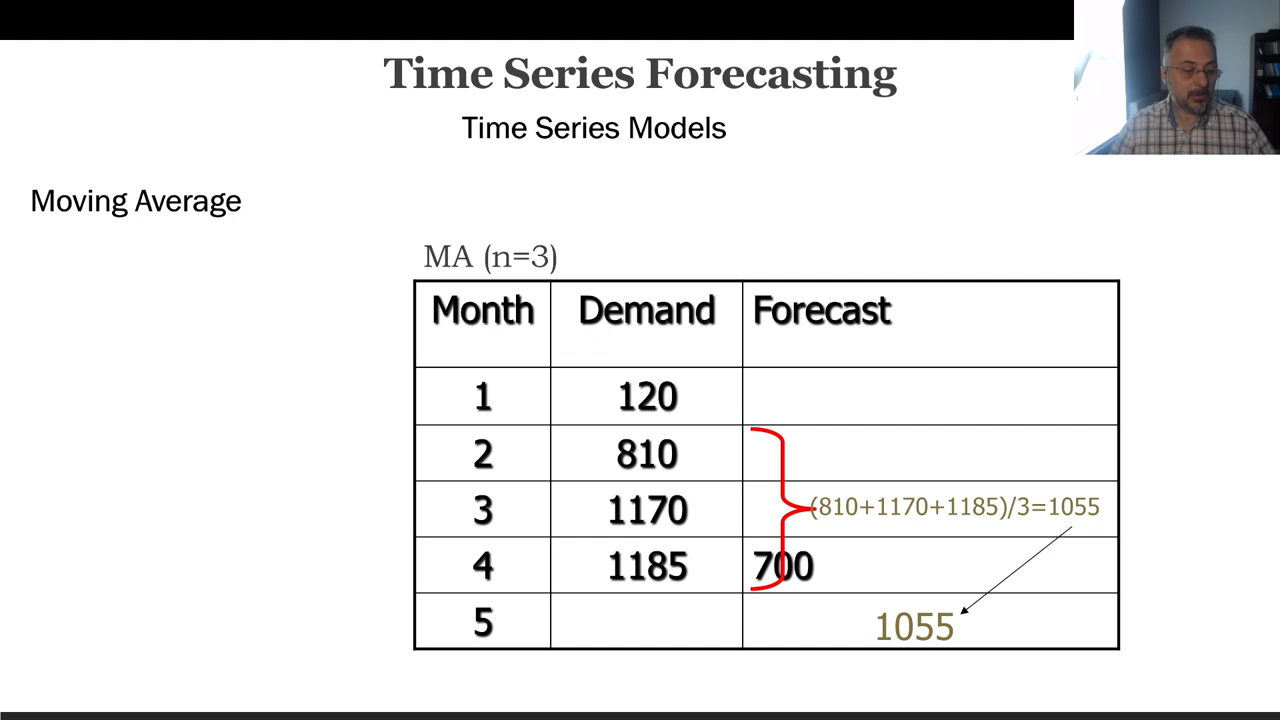 Time Series Forecasting
Time Series Models
Moving Average
MA (n=3)
Month Demand Forecast
1 120
2 810
3 1170 (810+1170+1185)/3=1055
4 1185 700
5 1055